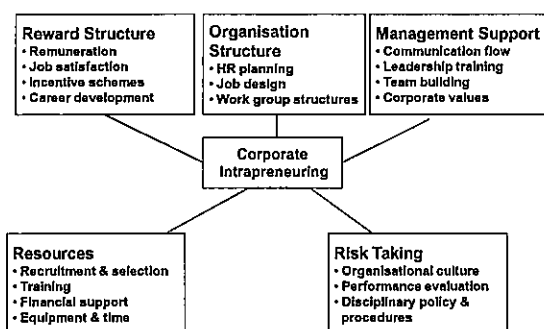 Reward Structure
• Remuneration
• Job satisfaction
• Incentive schemes
• Career development
Organisation
Structure
• HR planning
• Job design
• Work group structures
Management Support
• Communication flow
• Leadership training
• Team building
• Corporate values
Corporate
Intrapreneuring
Resources
• Recruitment & selection
• Training
• Financial support
• Equipment & time
Risk Taking
• Organisational culture
• Performance evaluation
• Disciplinary policy &
procedures